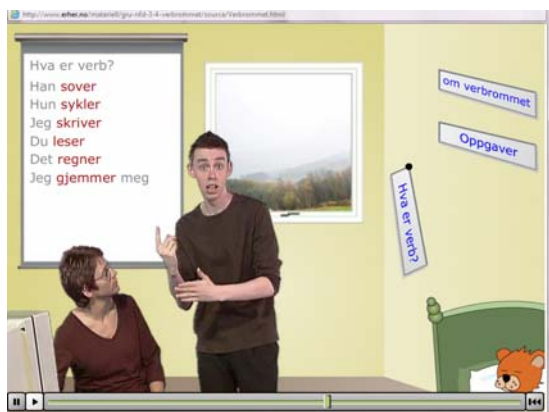 http://www.erher.no/materiell/gru-nfd-3-4-verbrommet/source/Verbrommet.html
Hva er verb?
Han sover
Hun sykler
Jeg skriver
Du leser
Det regner
Jeg gjemmer meg
om verbrommet
Oppgaver
Hva er verb?